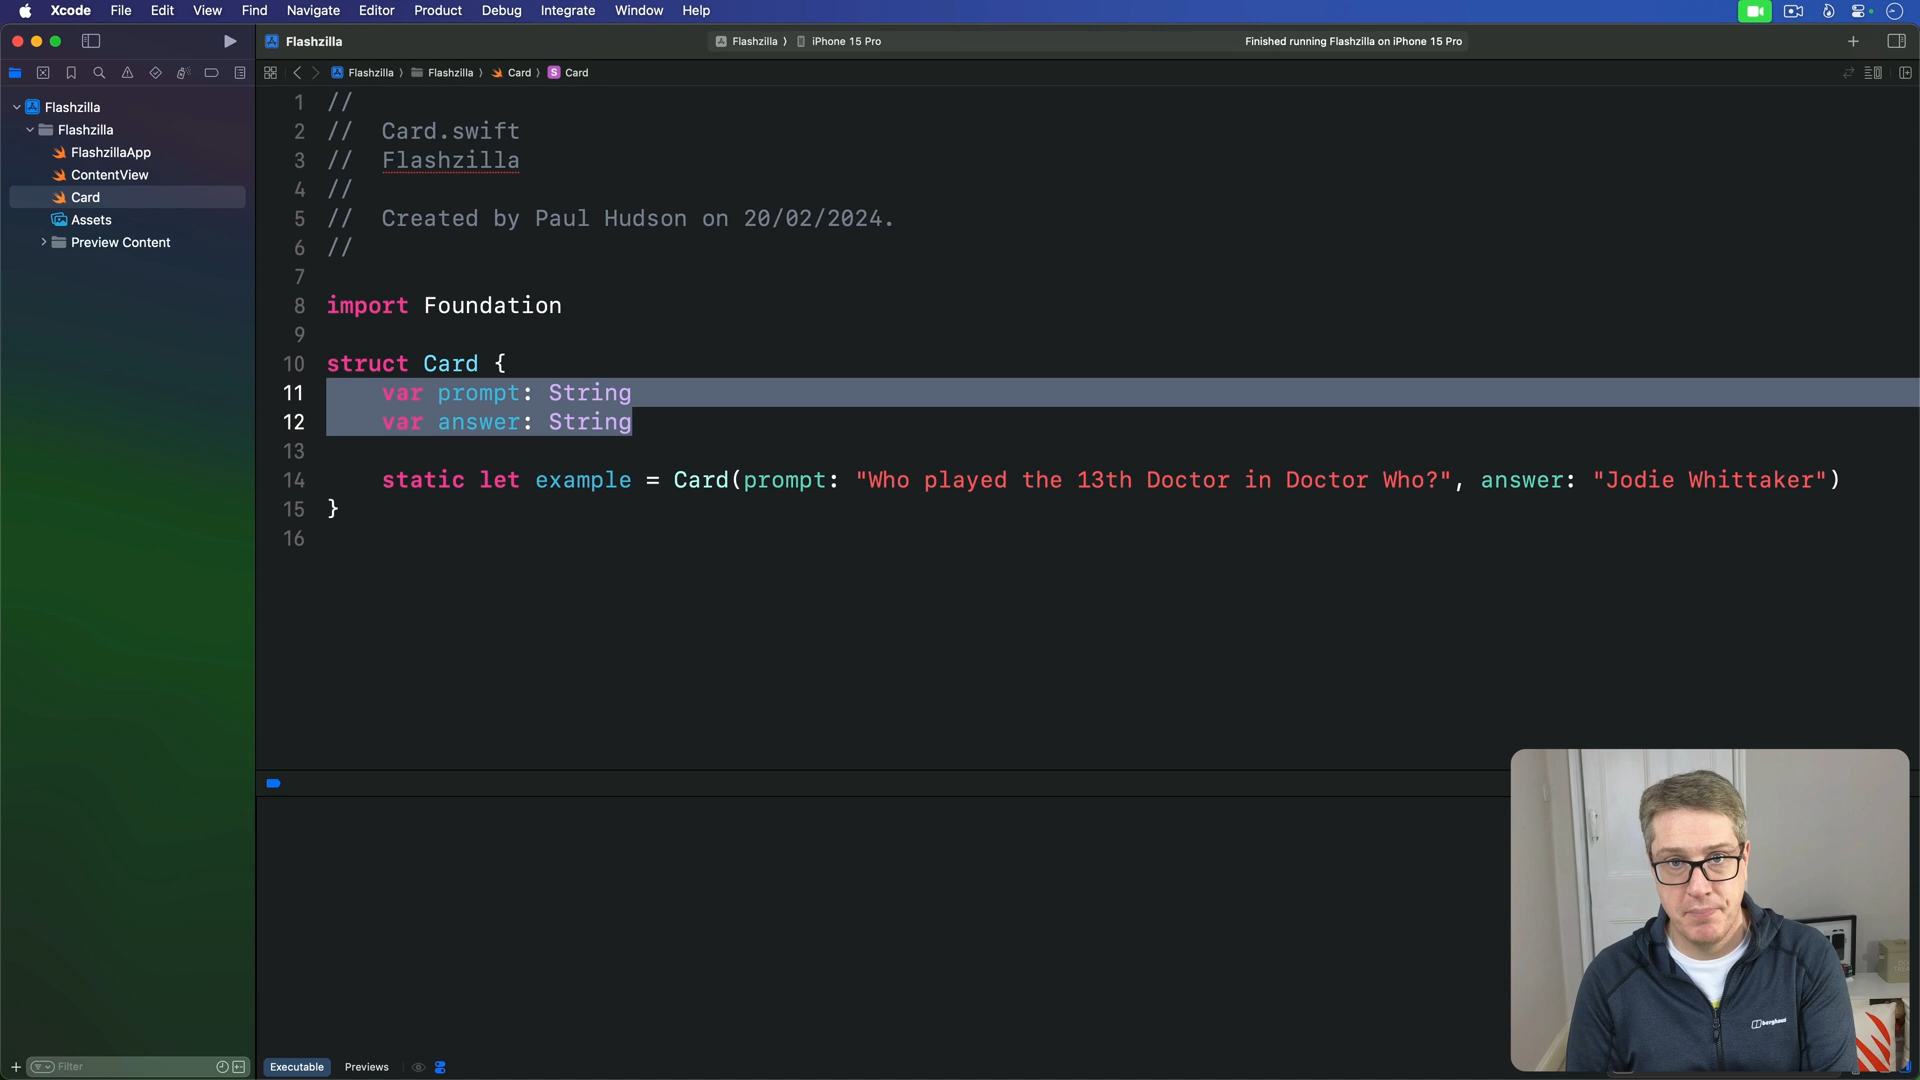 Xcode File Edit View Find Navigate Editor Product Debug Integrate Window Help
Flashzilla
Flashzilla
iPhone 15 Pro
Finished running Flashzilla on iPhone 15 Pro
Flashzilla
Flashzilla
Card
S Card
Flashzilla
Flashzilla
FlashzillaApp
ContentView
Card
Assets
Preview Content
1 //
2 // Card.swift
3 // Flashzilla
4 //
5 // Created by Paul Hudson on 20/02/2024.
6 //
7
8 import Foundation
9
10 struct Card {
11 var prompt: String
12 var answer: String
13
14 static let example = Card(prompt: "Who played the 13th Doctor in Doctor Who?", answer: "Jodie Whittaker")
15 }
16
berghaus
Filter
Executable
Previews